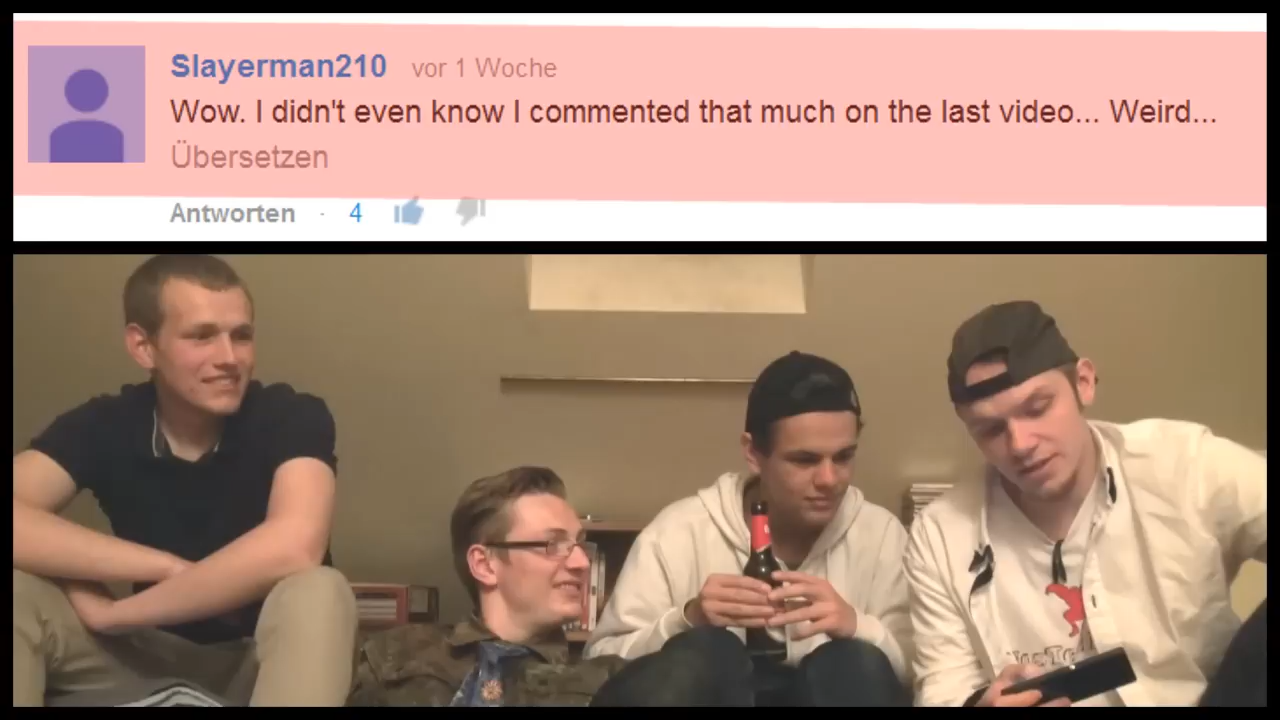 Slayerman210 vor 1 Woche
Wow. I didn't even know I commented that much on the last video... Weird...
Übersetzen
Antworten · 4